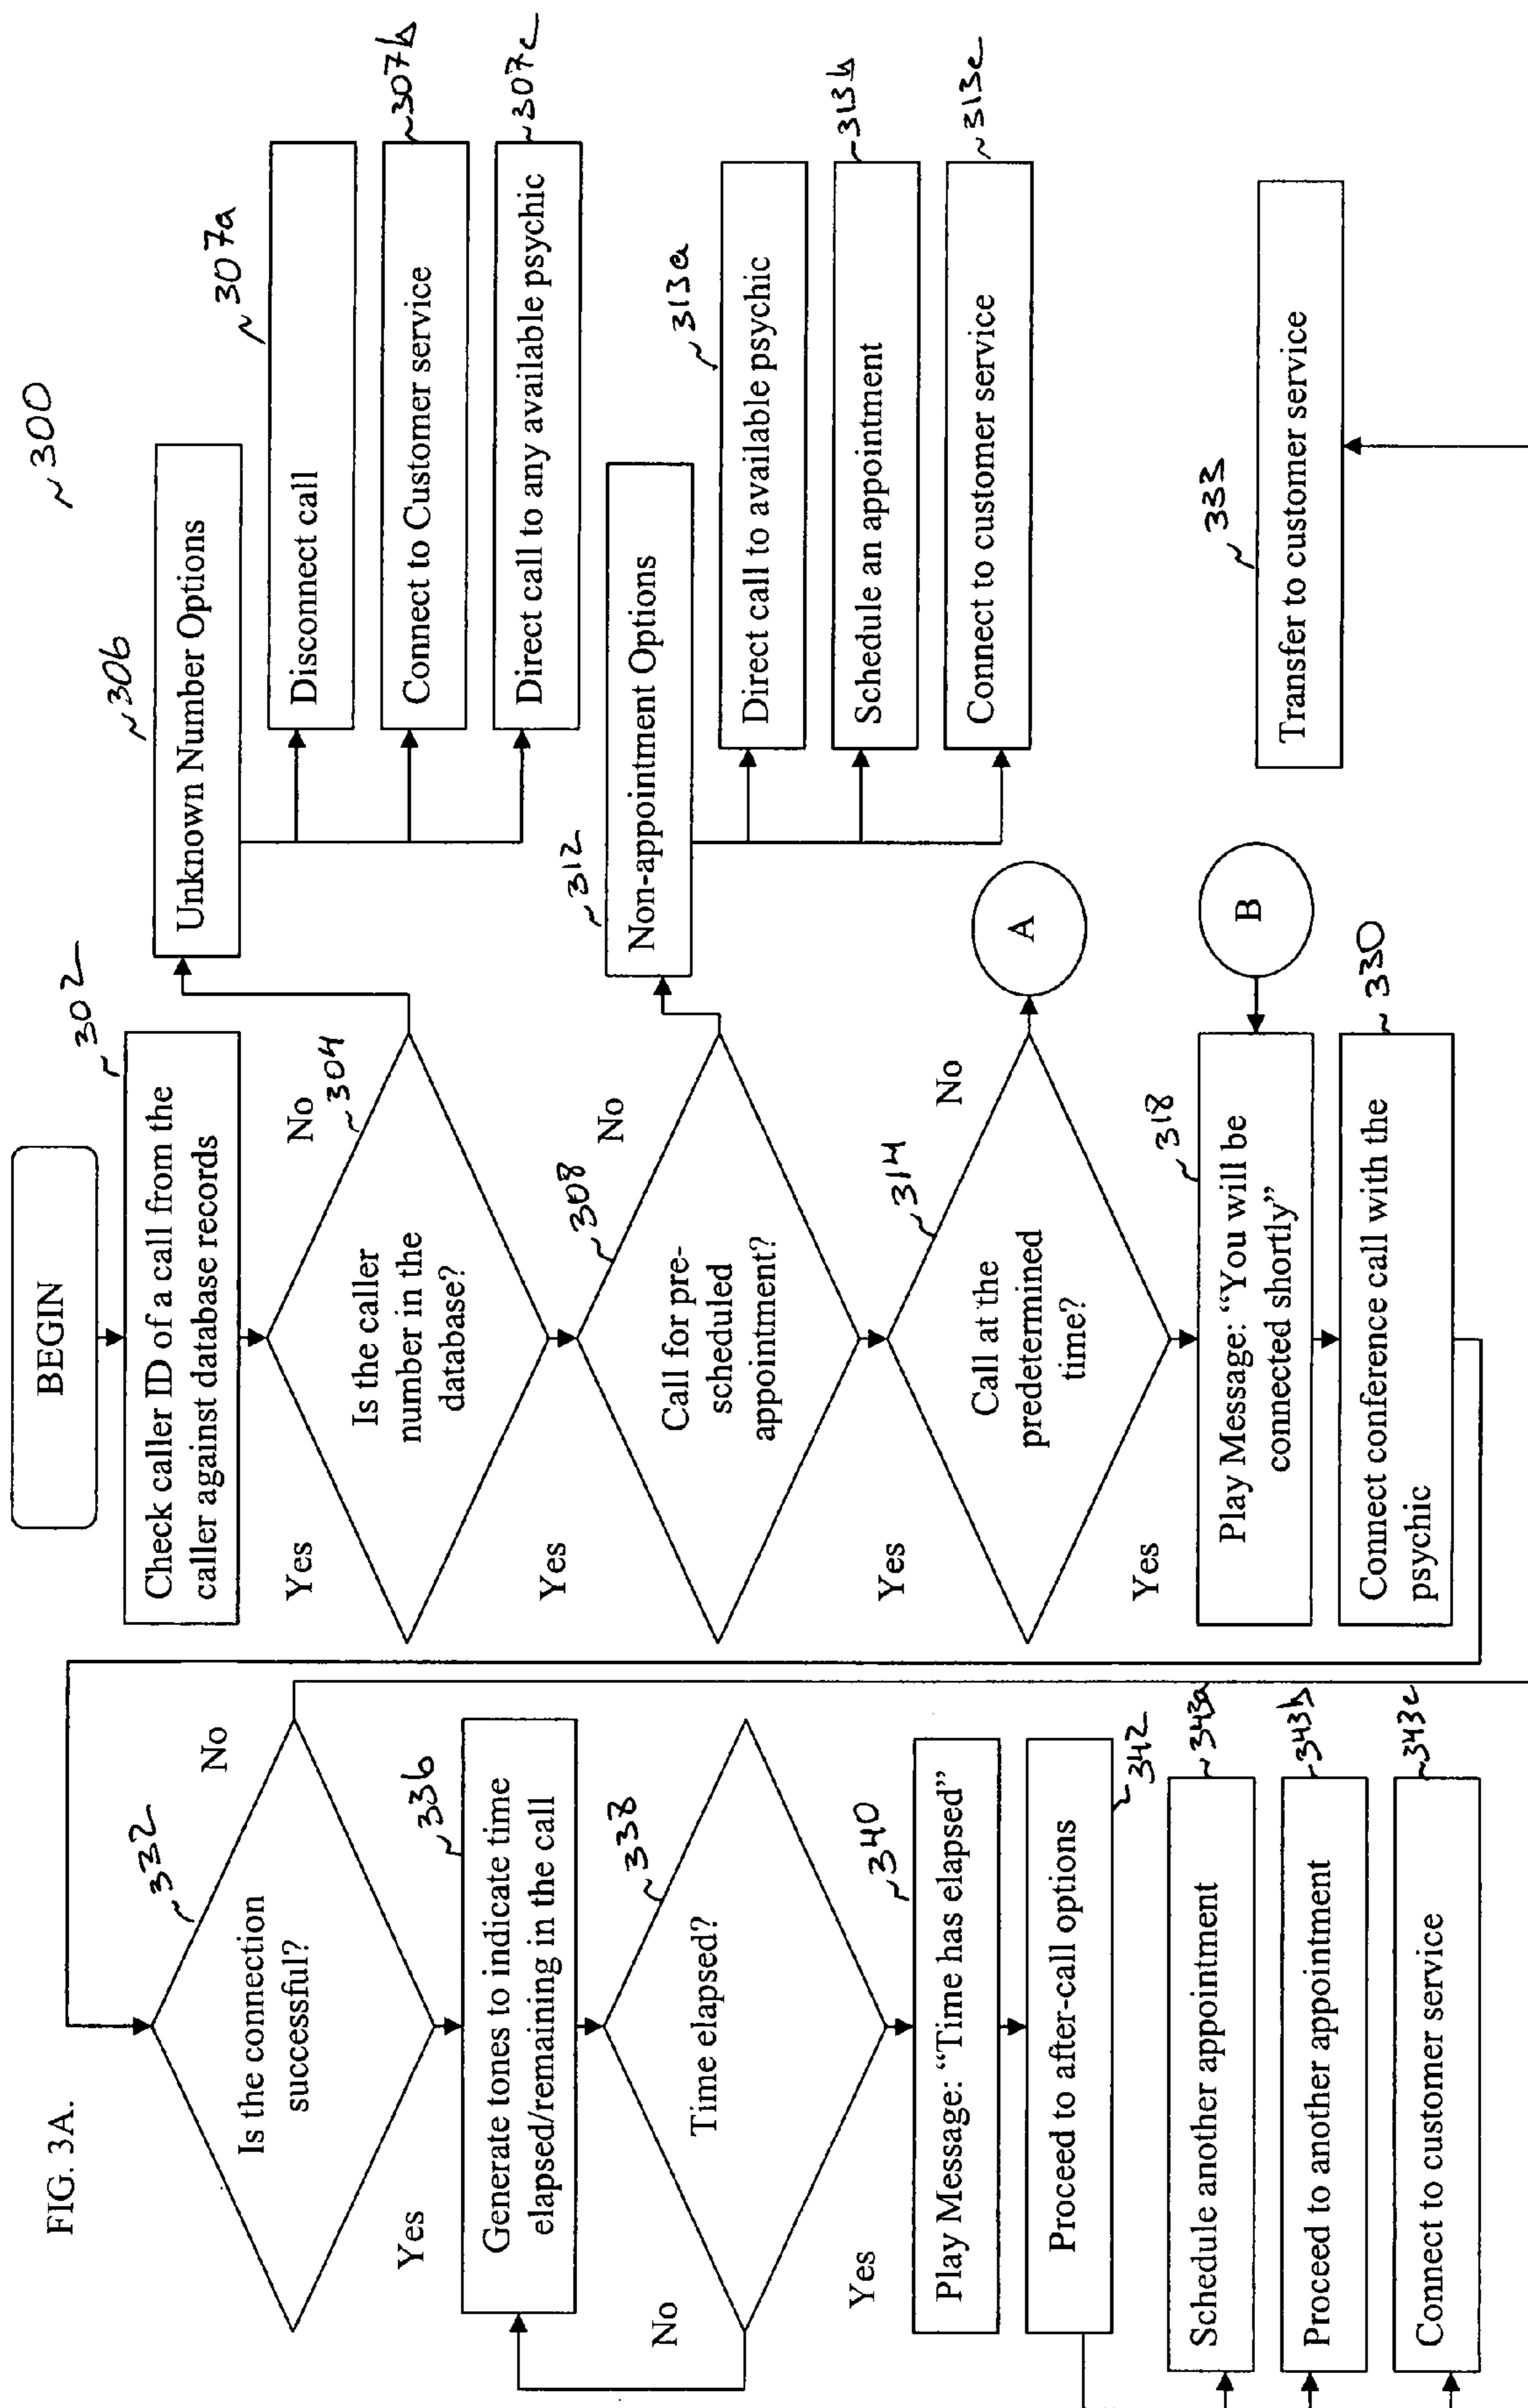 FIG. 3A.
300
BEGIN
302
Check caller ID of a call from the
caller against database records
304
Is the caller
number in the
database?
Yes
No
306
Unknown Number Options
307a
Disconnect call
307b
Connect to Customer service
307c
Direct call to any available psychic
308
Call for pre-
scheduled
appointment?
Yes
No
312
Non-appointment Options
313a
Direct call to available psychic
313b
Schedule an appointment
313c
Connect to customer service
314
Call at the
predetermined
time?
Yes
No
A
318
Play Message: “You will be
connected shortly”
B
330
Connect conference call with the
psychic
332
Is the connection
successful?
Yes
No
333
Transfer to customer service
336
Generate tones to indicate time
elapsed/remaining in the call
338
Time elapsed?
No
Yes
340
Play Message: “Time has elapsed”
342
Proceed to after-call options
343a
Schedule another appointment
343b
Proceed to another appointment
343c
Connect to customer service